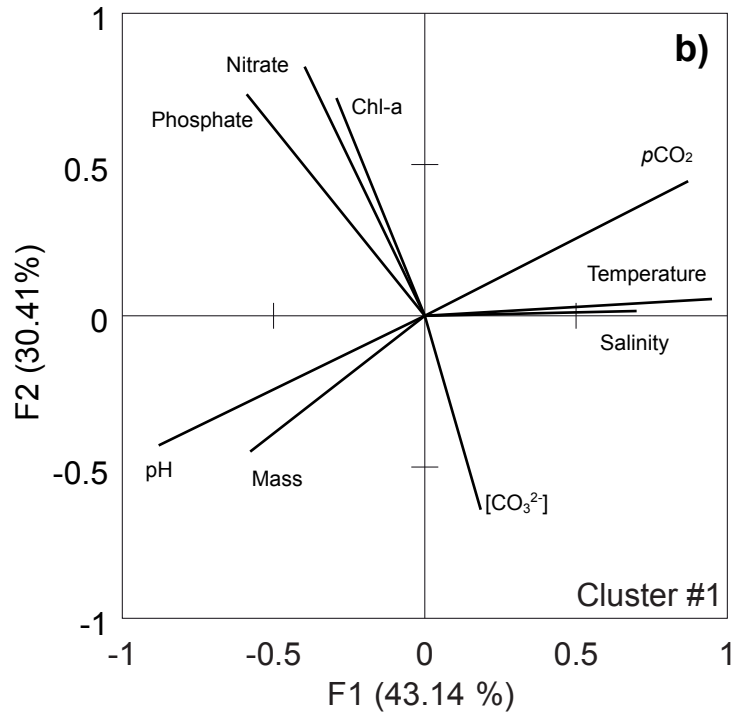 1
b)
Nitrate
Chl-a
Phosphate
pCO₂
0.5
Temperature
0
Salinity
F2 (30.41%)
pH
Mass
-0.5
[CO₃²⁻]
Cluster #1
-1
-1 -0.5 0 0.5 1
F1 (43.14 %)